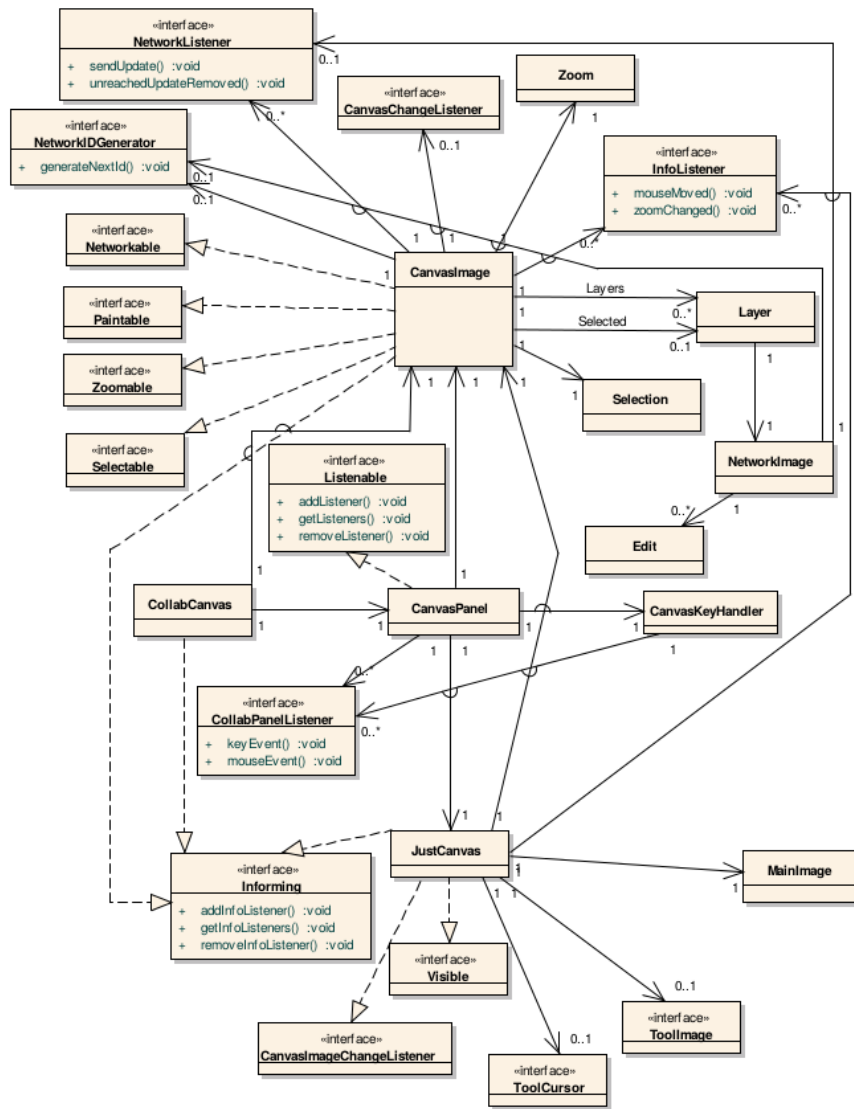 «interface»
NetworkListener
+ sendUpdate() :void
+ unreachedUpdateRemoved() :void
0..1
Zoom
1
«interface»
CanvasChangeListener
0..*
0..1
«interface»
NetworkIDGenerator
+ generateNextId() :void
0..1
0..1
«interface»
InfoListener
+ mouseMoved() :void
+ zoomChanged() :void
0..*
0..*
«interface»
Networkable
1 1 1 1
1
CanvasImage
1
Layers
0..*
1
Selected
0..1
1
Layer
1
«interface»
Paintable
«interface»
Zoomable
«interface»
Selectable
1 1 1
1
Selection
1
1
NetworkImage
1
0..*
Edit
«interface»
Listenable
+ addListener() :void
+ getListeners() :void
+ removeListener() :void
1
1
CollabCanvas
1
1
CanvasPanel
1
1
CanvasKeyHandler
1
1 1
0..*
«interface»
CollabPanelListener
+ keyEvent() :void
+ mouseEvent() :void
0..*
1
1
JustCanvas
1
1
1 1
MainImage
1
«interface»
Informing
+ addInfoListener() :void
+ getInfoListeners() :void
+ removeInfoListener() :void
«interface»
Visible
0..1
«interface»
ToolImage
«interface»
CanvasImageChangeListener
0..1
«interface»
ToolCursor